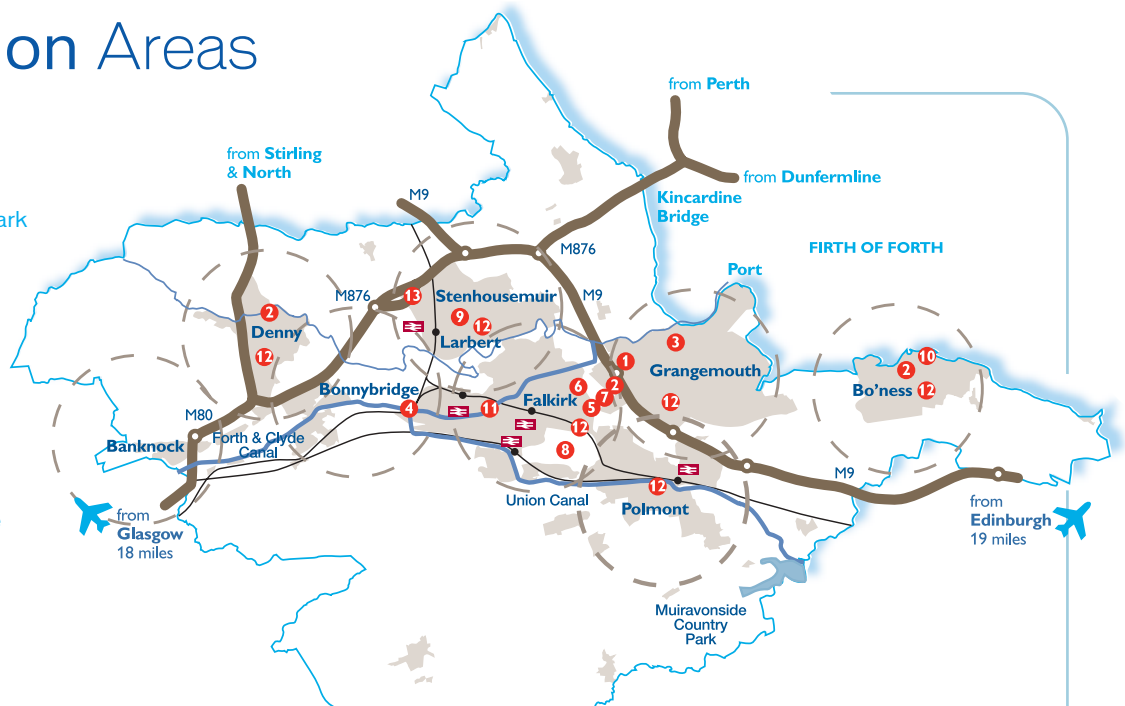 on Areas
from Perth
from Stirling
& North
from Dunfermline
M9
Kincardine
Bridge
ark
FIRTH OF FORTH
M876
Port
M876
13
Stenhousemuir
M9
2
9
12
Denny
Larbert
3
1
10
12
Grangemouth
2
Bonnybridge
6
2
Bo'ness
12
4
11
Falkirk
5
7
12
M80
12
Banknock
Forth & Clyde
Canal
8
M9
12
Union Canal
Polmont
from
Glasgow
18 miles
from
Edinburgh
19 miles
Muiravonside
Country
Park